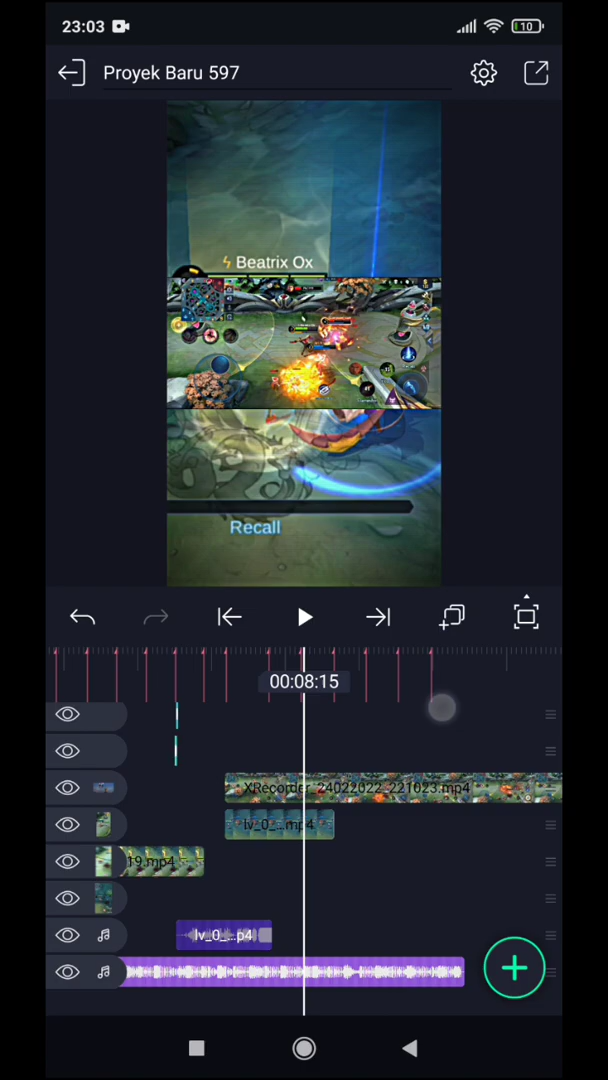 23:03
10
Proyek Baru 597
Beatrix Ox
Recall
00:08:15
XRecorder_24022022_221023.mp4
lv_0_...mp4
19.mp4
lv_0_...p4